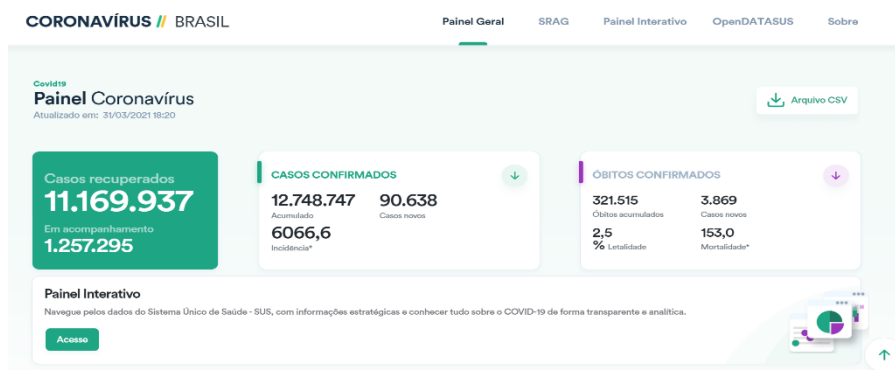 CORONAVÍRUS // BRASIL
Painel Geral
SRAG
Painel Interativo
OpenDATASUS
Sobre
Covid19
Painel Coronavírus
Atualizado em: 31/03/2021 18:20
Arquivo CSV
Casos recuperados
11.169.937
Em acompanhamento
1.257.295
CASOS CONFIRMADOS
12.748.747
Acumulado
90.638
Casos novos
6066,6
Incidência*
ÓBITOS CONFIRMADOS
321.515
Óbitos acumulados
3.869
Casos novos
2,5
% Letalidade
153,0
Mortalidade*
Painel Interativo
Navegue pelos dados do Sistema Único de Saúde - SUS, com informações estratégicas e conhecer tudo sobre o COVID-19 de forma transparente e analítica.
Acesse